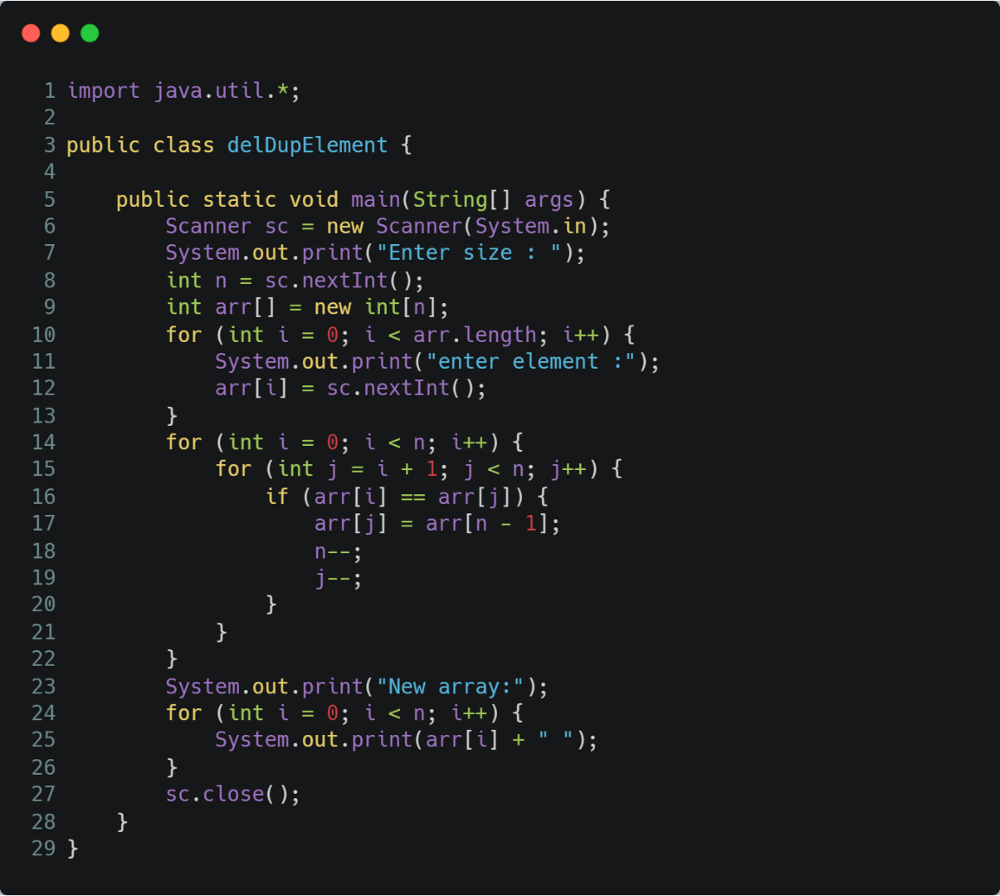 1 import java.util.*;
2
3 public class delDupElement {
4
5     public static void main(String[] args) {
6         Scanner sc = new Scanner(System.in);
7         System.out.print("Enter size : ");
8         int n = sc.nextInt();
9         int arr[] = new int[n];
10         for (int i = 0; i < arr.length; i++) {
11             System.out.print("enter element :");
12             arr[i] = sc.nextInt();
13         }
14         for (int i = 0; i < n; i++) {
15             for (int j = i + 1; j < n; j++) {
16                 if (arr[i] == arr[j]) {
17                     arr[j] = arr[n - 1];
18                     n--;
19                     j--;
20                 }
21             }
22         }
23         System.out.print("New array:");
24         for (int i = 0; i < n; i++) {
25             System.out.print(arr[i] + " ");
26         }
27         sc.close();
28     }
29 }